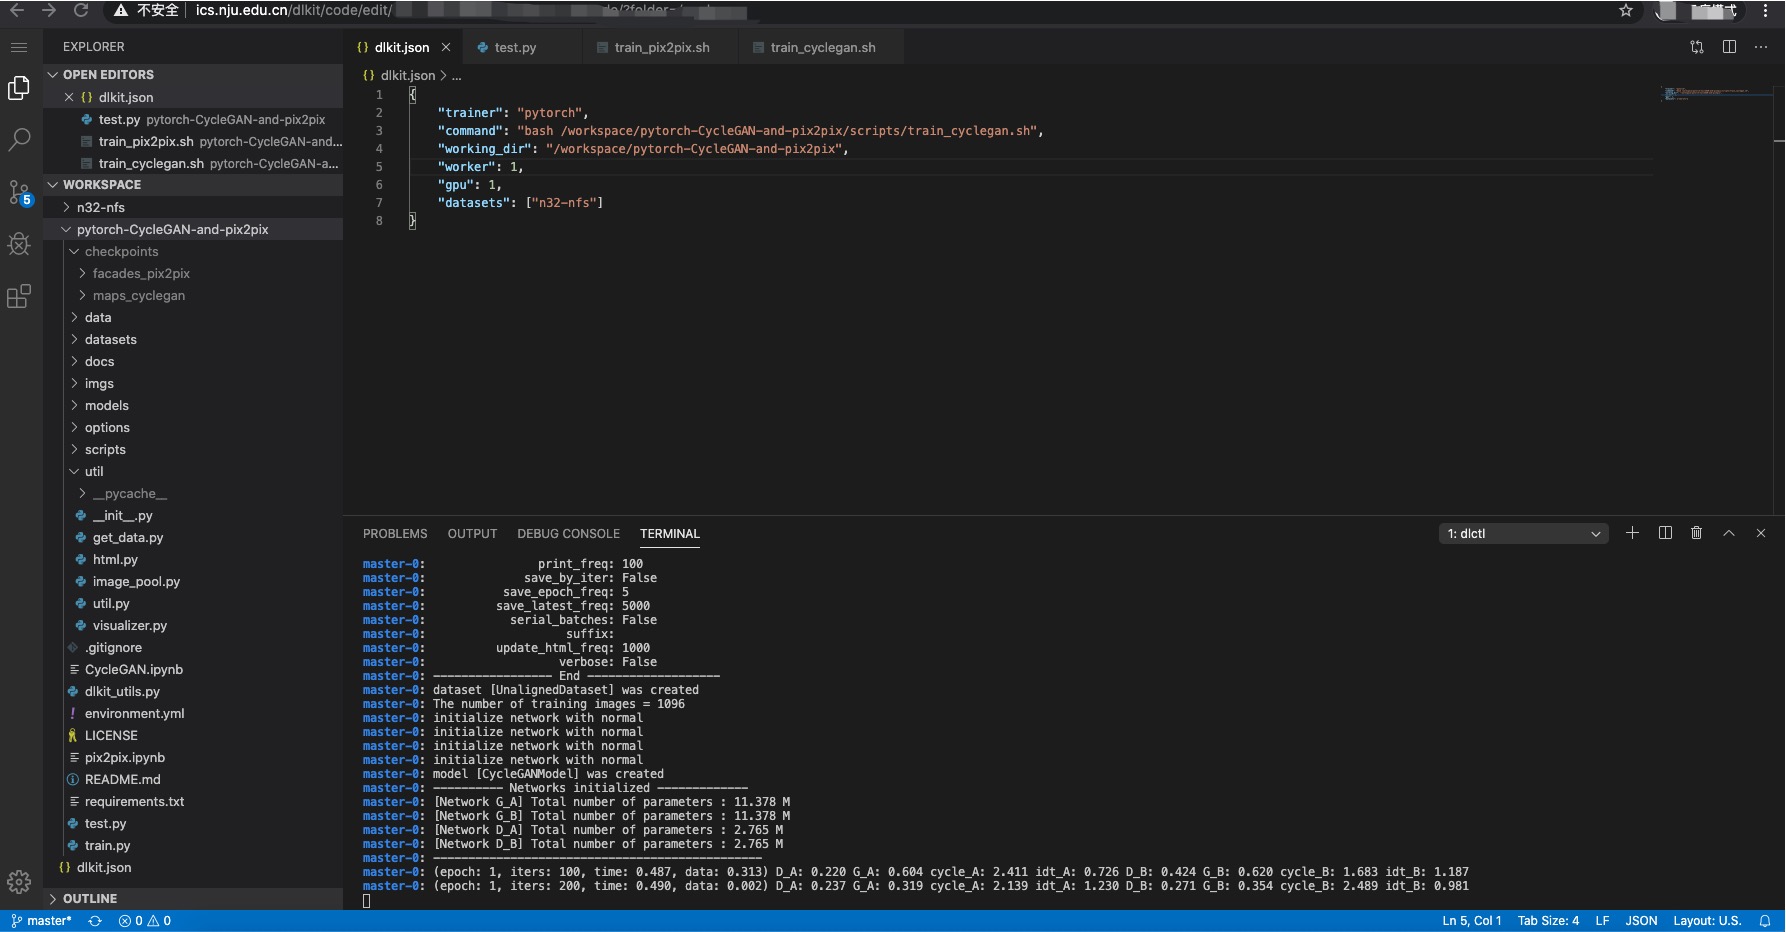 不安全 ics.nju.edu.cn/dlkit/code/edit/
EXPLORER
OPEN EDITORS
dlkit.json
test.py pytorch-CycleGAN-and-pix2pix
train_pix2pix.sh pytorch-CycleGAN-and...
train_cyclegan.sh pytorch-CycleGAN-a...
WORKSPACE
n32-nfs
pytorch-CycleGAN-and-pix2pix
checkpoints
facades_pix2pix
maps_cyclegan
data
datasets
docs
imgs
models
options
scripts
util
__pycache__
__init__.py
get_data.py
html.py
image_pool.py
util.py
visualizer.py
.gitignore
CycleGAN.ipynb
dlkit_utils.py
environment.yml
LICENSE
pix2pix.ipynb
README.md
requirements.txt
test.py
train.py
dlkit.json
OUTLINE
5
dlkit.json test.py train_pix2pix.sh train_cyclegan.sh
dlkit.json > ...
1 {
2 "trainer": "pytorch",
3 "command": "bash /workspace/pytorch-CycleGAN-and-pix2pix/scripts/train_cyclegan.sh",
4 "working_dir": "/workspace/pytorch-CycleGAN-and-pix2pix",
5 "worker": 1,
6 "gpu": 1,
7 "datasets": ["n32-nfs"]
8 }
PROBLEMS OUTPUT DEBUG CONSOLE TERMINAL 1: dlctl
master-0: print_freq: 100
master-0: save_by_iter: False
master-0: save_epoch_freq: 5
master-0: save_latest_freq: 5000
master-0: serial_batches: False
master-0: suffix:
master-0: update_html_freq: 1000
master-0: verbose: False
master-0: ----------------- End -------------------
master-0: dataset [UnalignedDataset] was created
master-0: The number of training images = 1096
master-0: initialize network with normal
master-0: initialize network with normal
master-0: initialize network with normal
master-0: initialize network with normal
master-0: model [CycleGANModel] was created
master-0: ---------- Networks initialized -------------
master-0: [Network G_A] Total number of parameters : 11.378 M
master-0: [Network G_B] Total number of parameters : 11.378 M
master-0: [Network D_A] Total number of parameters : 2.765 M
master-0: [Network D_B] Total number of parameters : 2.765 M
master-0: -----------------------------------------------
master-0: (epoch: 1, iters: 100, time: 0.487, data: 0.313) D_A: 0.220 G_A: 0.604 cycle_A: 2.411 idt_A: 0.726 D_B: 0.424 G_B: 0.620 cycle_B: 1.683 idt_B: 1.187
master-0: (epoch: 1, iters: 200, time: 0.490, data: 0.002) D_A: 0.237 G_A: 0.319 cycle_A: 2.139 idt_A: 1.230 D_B: 0.271 G_B: 0.354 cycle_B: 2.489 idt_B: 0.981
master* 0 0 Ln 5, Col 1 Tab Size: 4 LF JSON Layout: U.S.